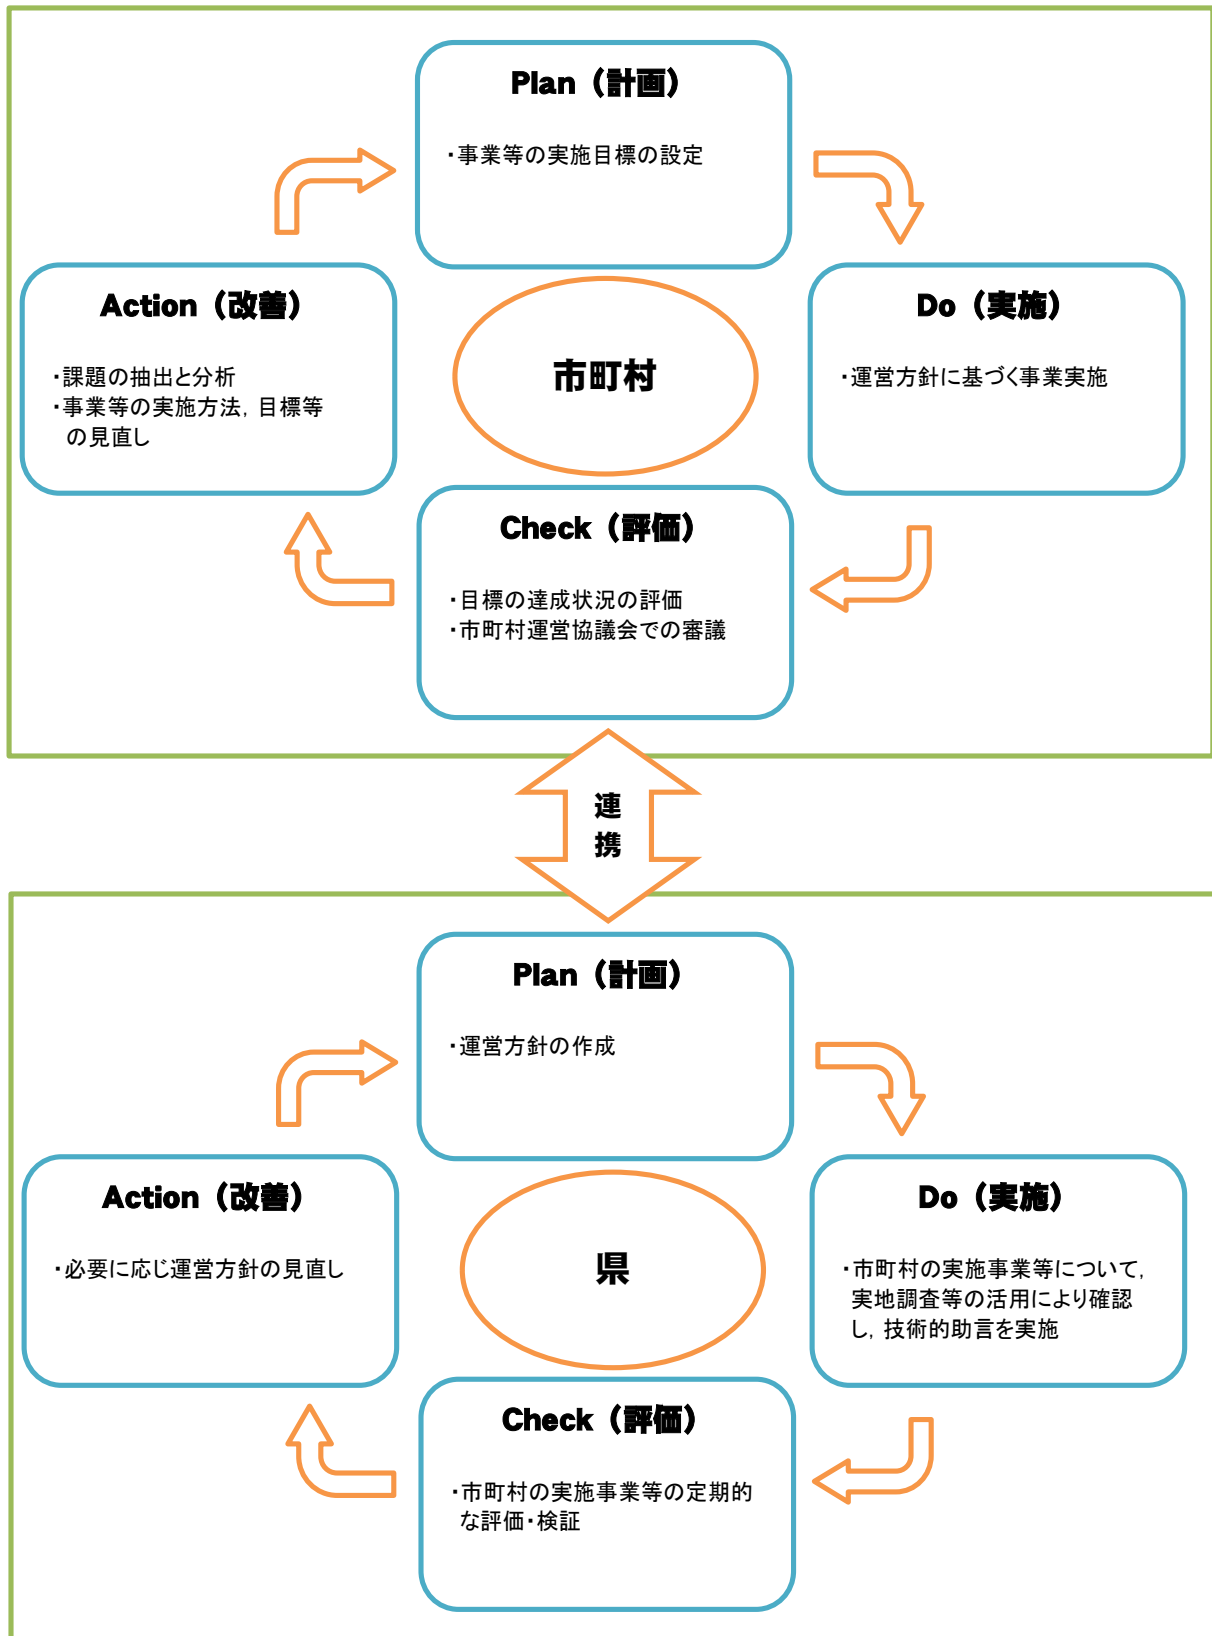 Plan（計画）
・事業等の実施目標の設定
Action（改善）
・課題の抽出と分析
・事業等の実施方法，目標等
の見直し
市町村
Do（実施）
・運営方針に基づく事業実施
Check（評価）
・目標の達成状況の評価
・市町村運営協議会での審議
連
携
Plan（計画）
・運営方針の作成
Action（改善）
・必要に応じ運営方針の見直し
県
Do（実施）
・市町村の実施事業等について，
実地調査等の活用により確認
し，技術的助言を実施
Check（評価）
・市町村の実施事業等の定期的
な評価・検証